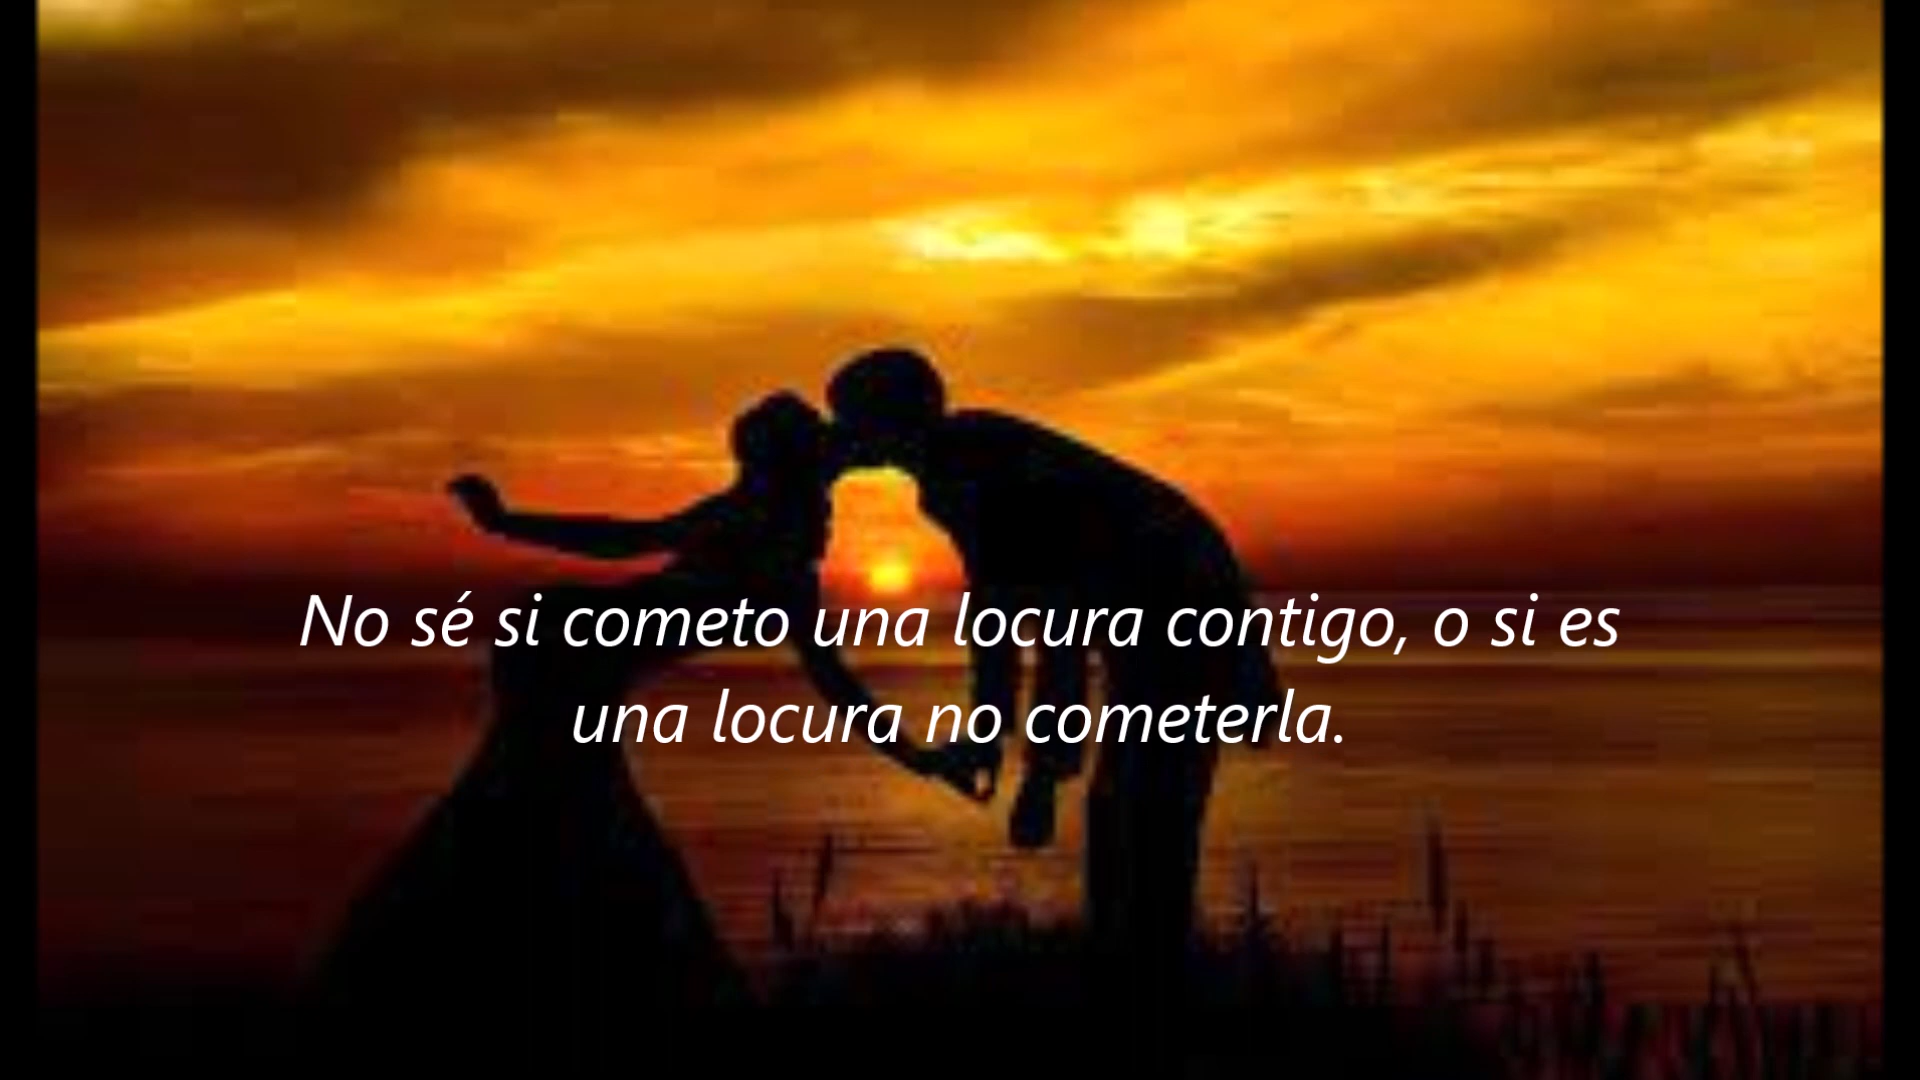 No sé si cometo una locura contigo, o si es
una locura no cometerla.